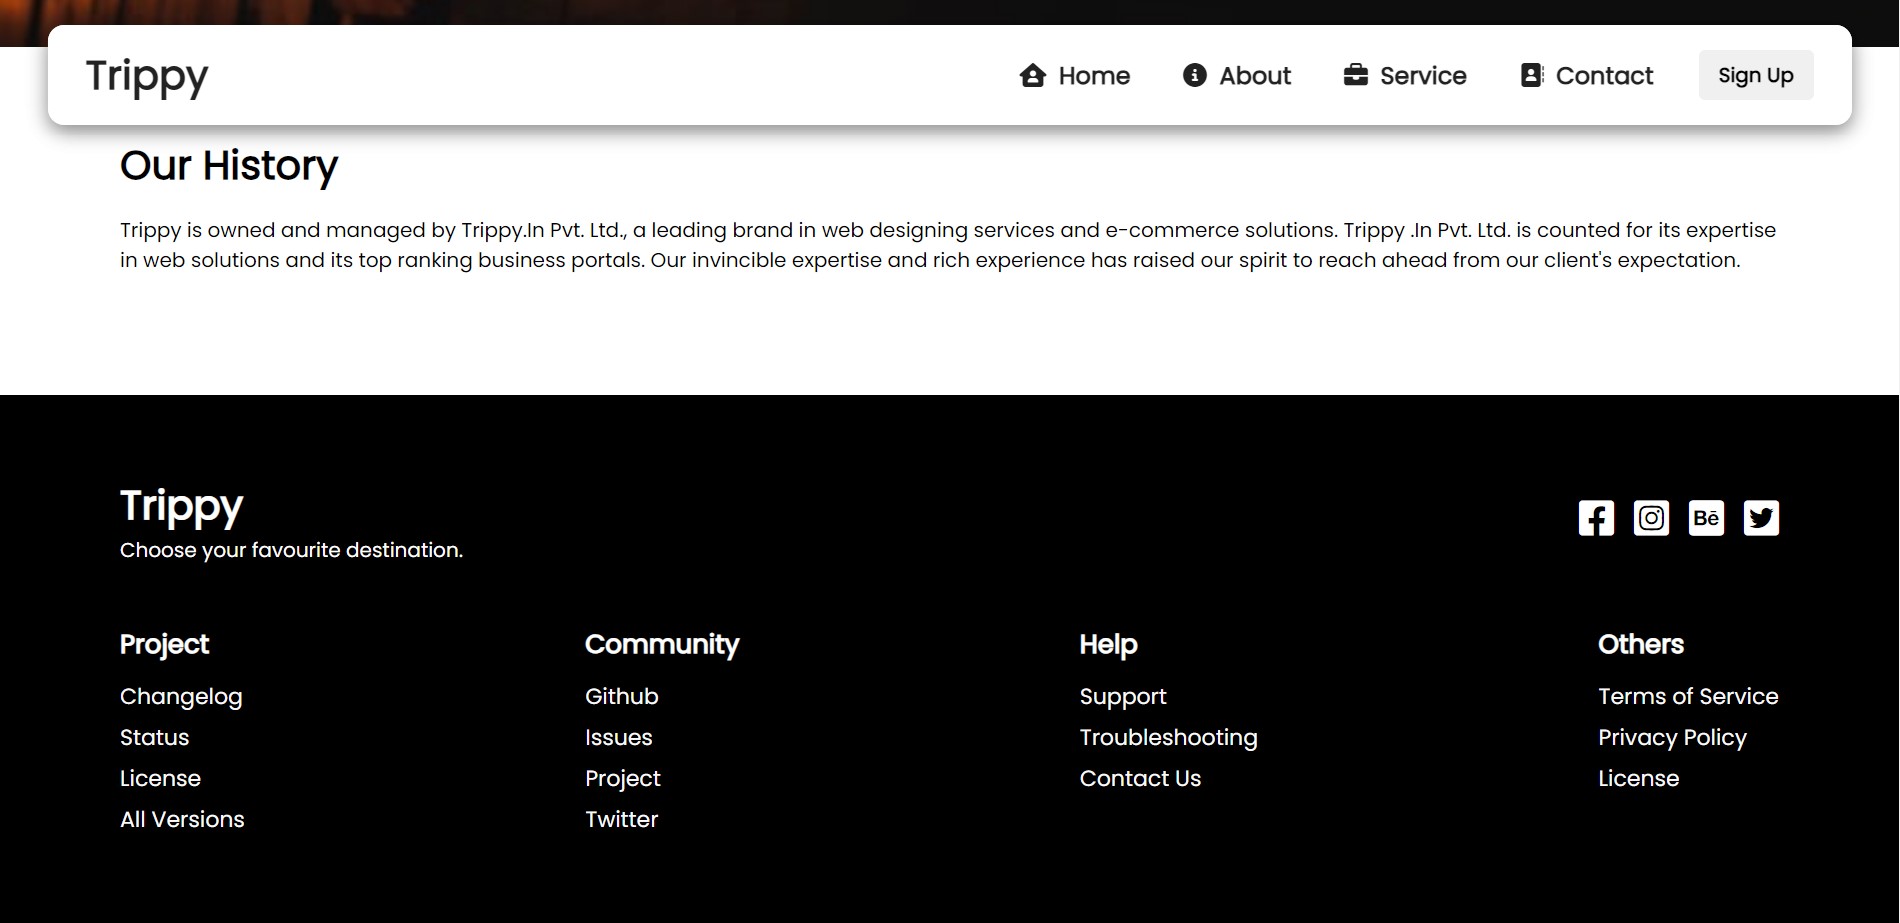 Trippy
Home About Service Contact Sign Up
Our History
Trippy is owned and managed by Trippy.In Pvt. Ltd., a leading brand in web designing services and e-commerce solutions. Trippy .In Pvt. Ltd. is counted for its expertise
in web solutions and its top ranking business portals. Our invincible expertise and rich experience has raised our spirit to reach ahead from our client's expectation.
Trippy
Choose your favourite destination.
Bē
Project
Changelog
Status
License
All Versions
Community
Github
Issues
Project
Twitter
Help
Support
Troubleshooting
Contact Us
Others
Terms of Service
Privacy Policy
License